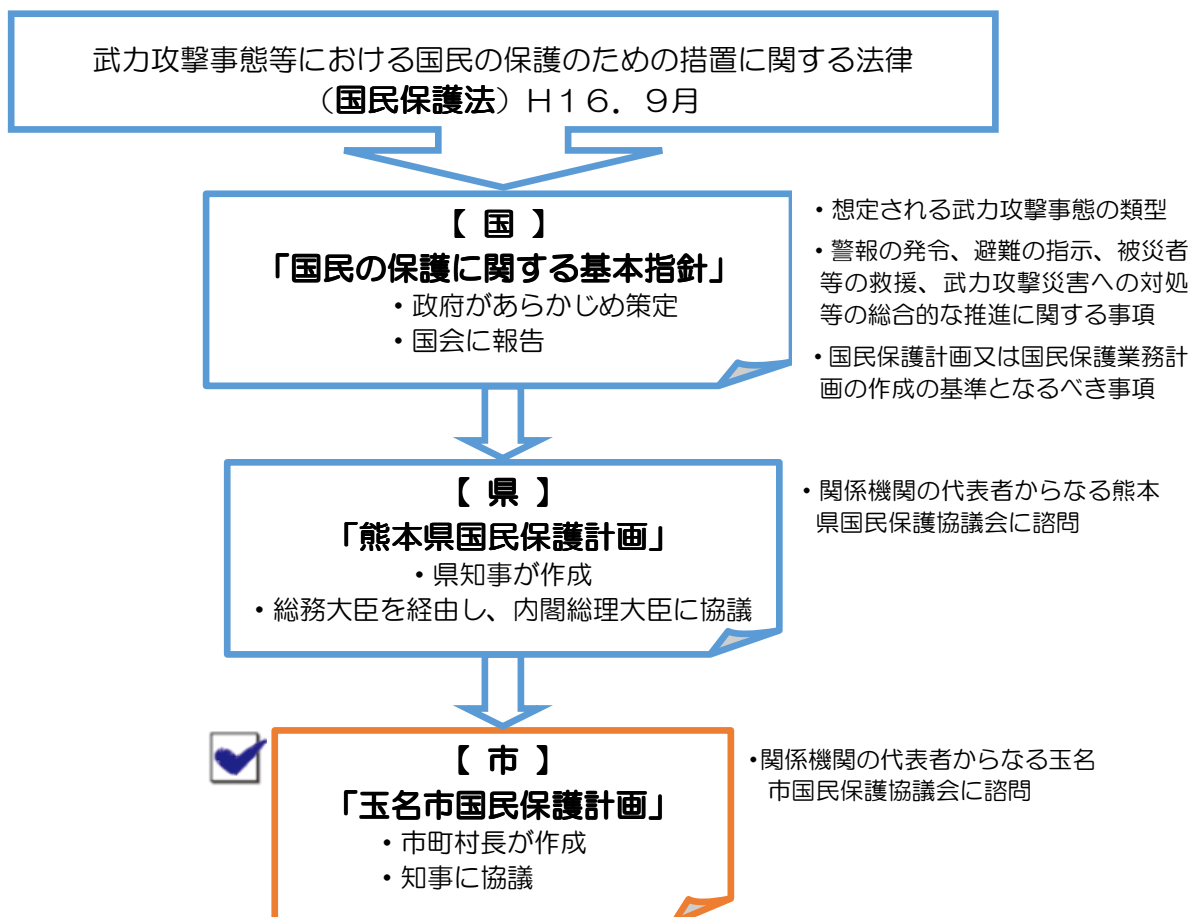 武力攻撃事態等における国民の保護のための措置に関する法律
（国民保護法）Ｈ１６．９月
【 国 】
「国民の保護に関する基本指針」
・政府があらかじめ策定
・国会に報告
・想定される武力攻撃事態の類型
・警報の発令、避難の指示、被災者
等の救援、武力攻撃災害への対処
等の総合的な推進に関する事項
・国民保護計画又は国民保護業務計
画の作成の基準となるべき事項
【 県 】
「熊本県国民保護計画」
・県知事が作成
・総務大臣を経由し、内閣総理大臣に協議
・関係機関の代表者からなる熊本
県国民保護協議会に諮問
【 市 】
「玉名市国民保護計画」
・市町村長が作成
・知事に協議
・関係機関の代表者からなる玉名
市国民保護協議会に諮問